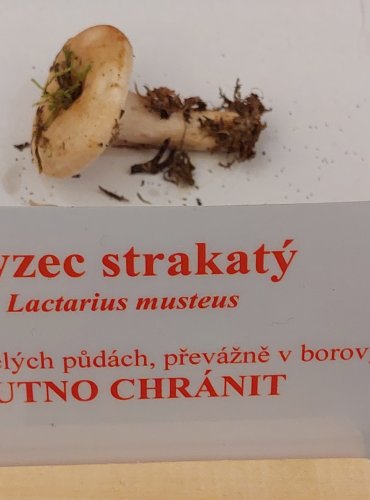 yzec strakatý
Lactarius musteus
elých půdách, převážně v borov
UTNO CHRÁNIT